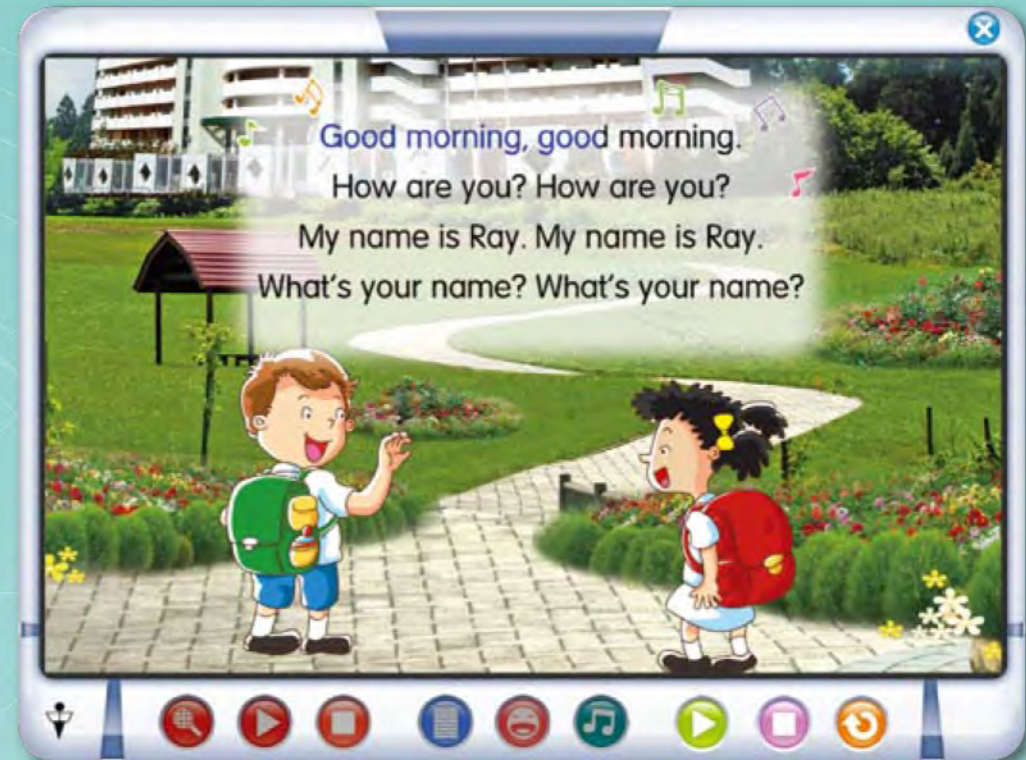 Good morning, good morning.
How are you? How are you?
My name is Ray. My name is Ray.
What's your name? What's your name?